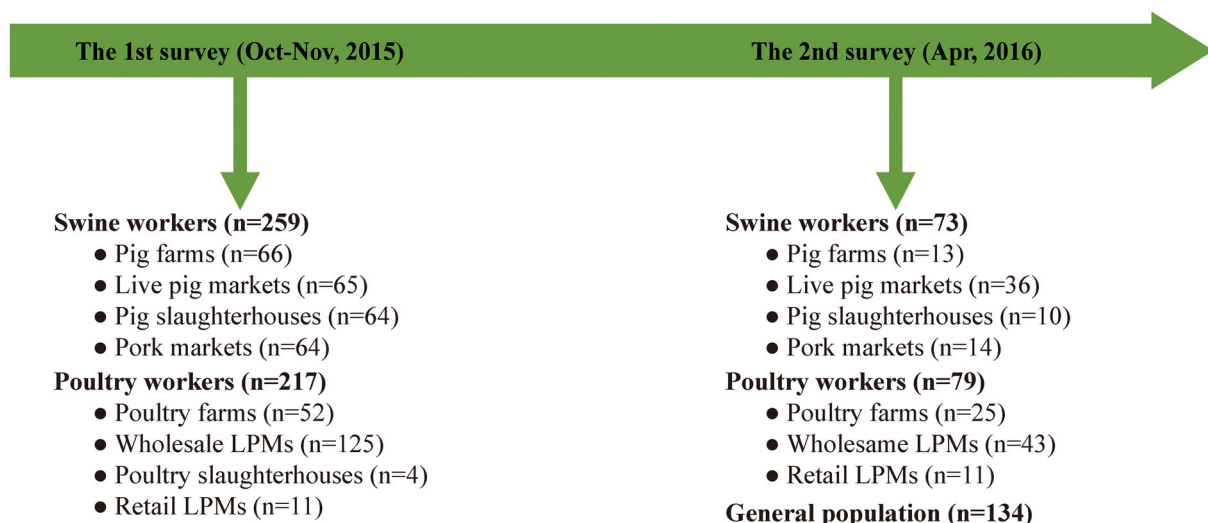 The 1st survey (Oct-Nov, 2015)
The 2nd survey (Apr, 2016)
Swine workers (n=259)
● Pig farms (n=66)
● Live pig markets (n=65)
● Pig slaughterhouses (n=64)
● Pork markets (n=64)
Poultry workers (n=217)
● Poultry farms (n=52)
● Wholesale LPMs (n=125)
● Poultry slaughterhouses (n=4)
● Retail LPMs (n=11)
Swine workers (n=73)
● Pig farms (n=13)
● Live pig markets (n=36)
● Pig slaughterhouses (n=10)
● Pork markets (n=14)
Poultry workers (n=79)
● Poultry farms (n=25)
● Wholesame LPMs (n=43)
● Retail LPMs (n=11)
General population (n=134)